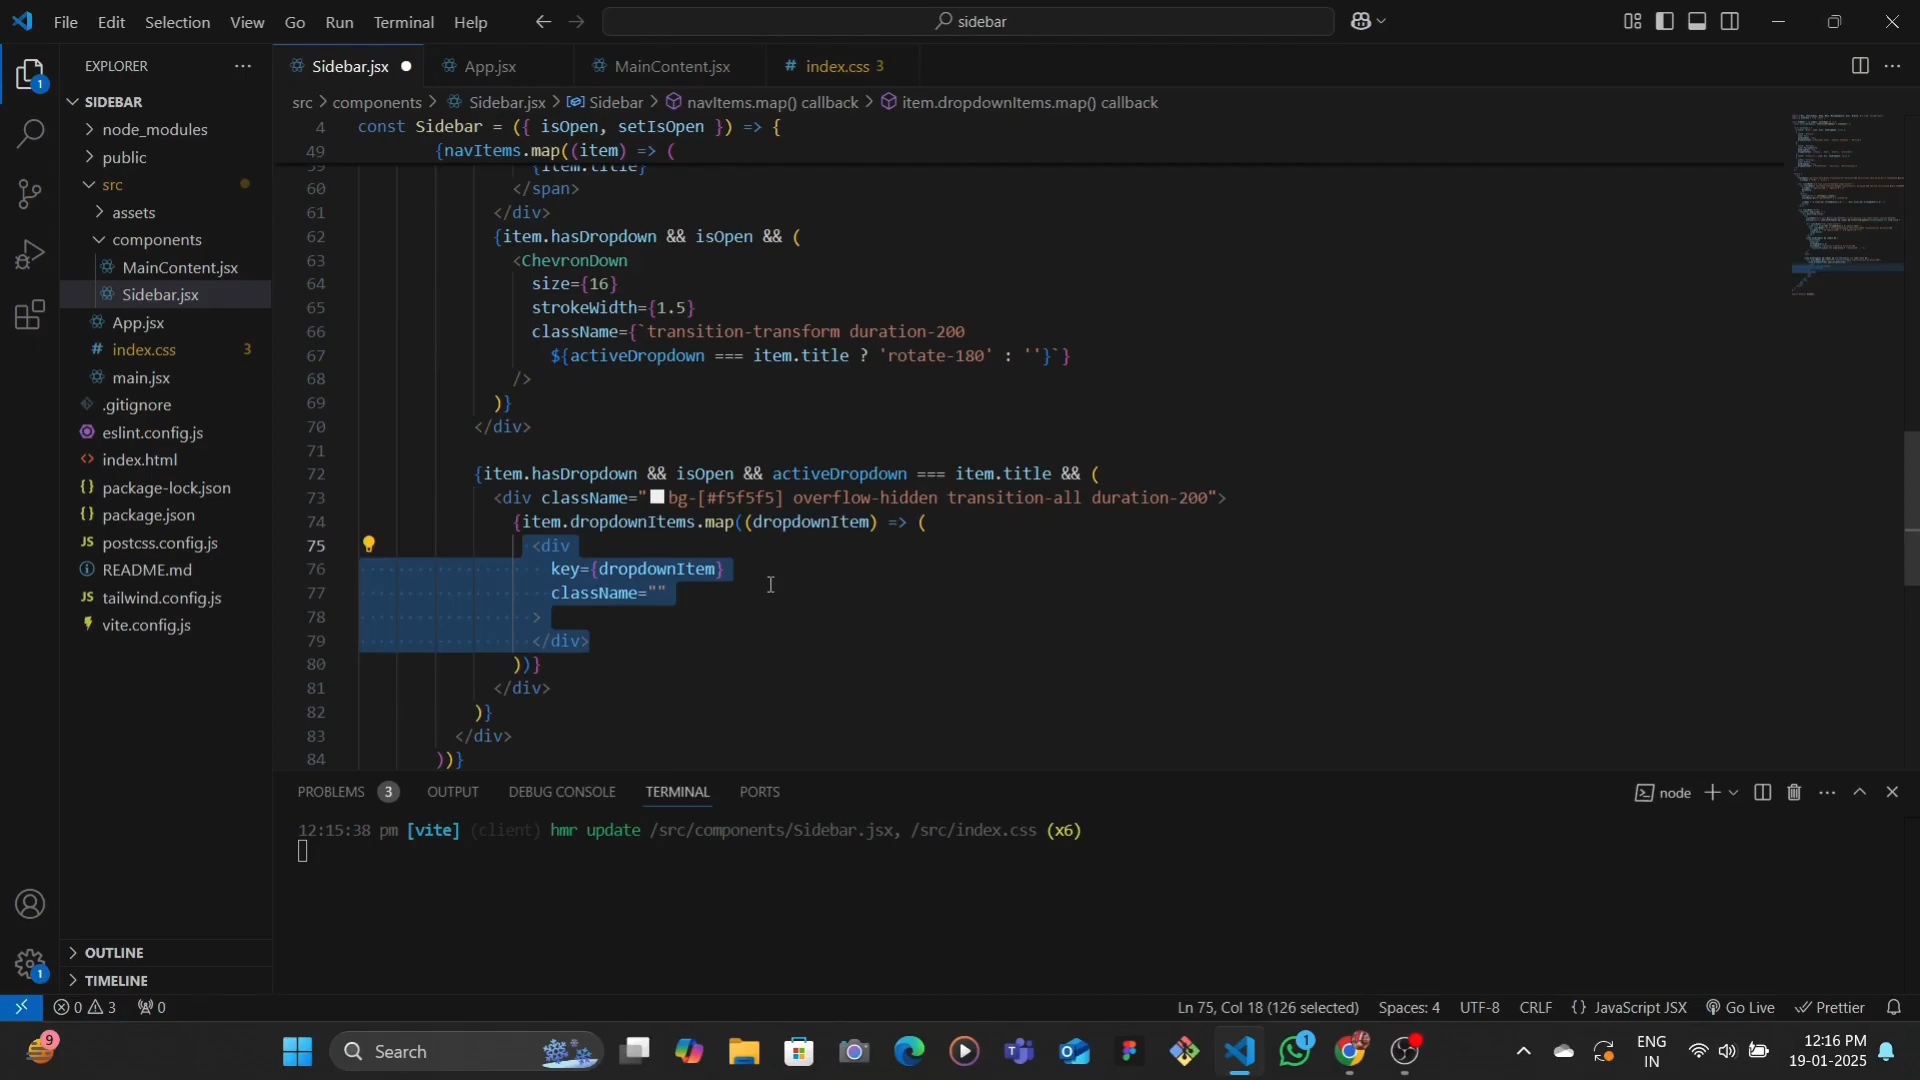 File Edit Selection View Go Run Terminal Help
sidebar
EXPLORER
SIDEBAR
node_modules
public
src
assets
components
MainContent.jsx
Sidebar.jsx
App.jsx
index.css 3
main.jsx
.gitignore
eslint.config.js
index.html
package-lock.json
package.json
postcss.config.js
README.md
tailwind.config.js
vite.config.js
OUTLINE
TIMELINE
Sidebar.jsx App.jsx MainContent.jsx index.css 3
src > components > Sidebar.jsx > Sidebar > navItems.map() callback > item.dropdownItems.map() callback
4 const Sidebar = ({ isOpen, setIsOpen }) => {
49 {navItems.map((item) => (
59 {item.title}
60 </span>
61 </div>
62 {item.hasDropdown && isOpen && (
63 <ChevronDown
64 size={16}
65 strokeWidth={1.5}
66 className={`transition-transform duration-200
67 ${activeDropdown === item.title ? 'rotate-180' : ''}`}
68 />
69 )}
70 </div>
71
72 {item.hasDropdown && isOpen && activeDropdown === item.title && (
73 <div className="bg-[#f5f5f5] overflow-hidden transition-all duration-200">
74 {item.dropdownItems.map((dropdownItem) => (
75 <div
76 key={dropdownItem}
77 className=""
78 >
79 </div>
80 ))}
81 </div>
82 )}
83 </div>
84 ))}
PROBLEMS 3 OUTPUT DEBUG CONSOLE TERMINAL PORTS
node
12:15:38 pm [vite] (client) hmr update /src/components/Sidebar.jsx, /src/index.css (x6)
0 3 0
Ln 75, Col 18 (126 selected) Spaces: 4 UTF-8 CRLF {} JavaScript JSX Go Live Prettier
9
Search
1
ENG
IN
12:16 PM
19-01-2025